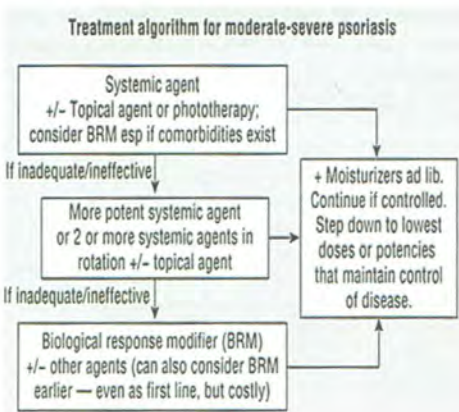 Treatment algorithm for moderate-severe psoriasis
Systemic agent
+/– Topical agent or phototherapy;
consider BRM esp if comorbidities exist
If inadequate/ineffective
+ Moisturizers ad lib.
Continue if controlled.
Step down to lowest
doses or potencies
that maintain control
of disease.
More potent systemic agent
or 2 or more systemic agents in
rotation +/– topical agent
If inadequate/ineffective
Biological response modifier (BRM)
+/– other agents (can also consider BRM
earlier — even as first line, but costly)